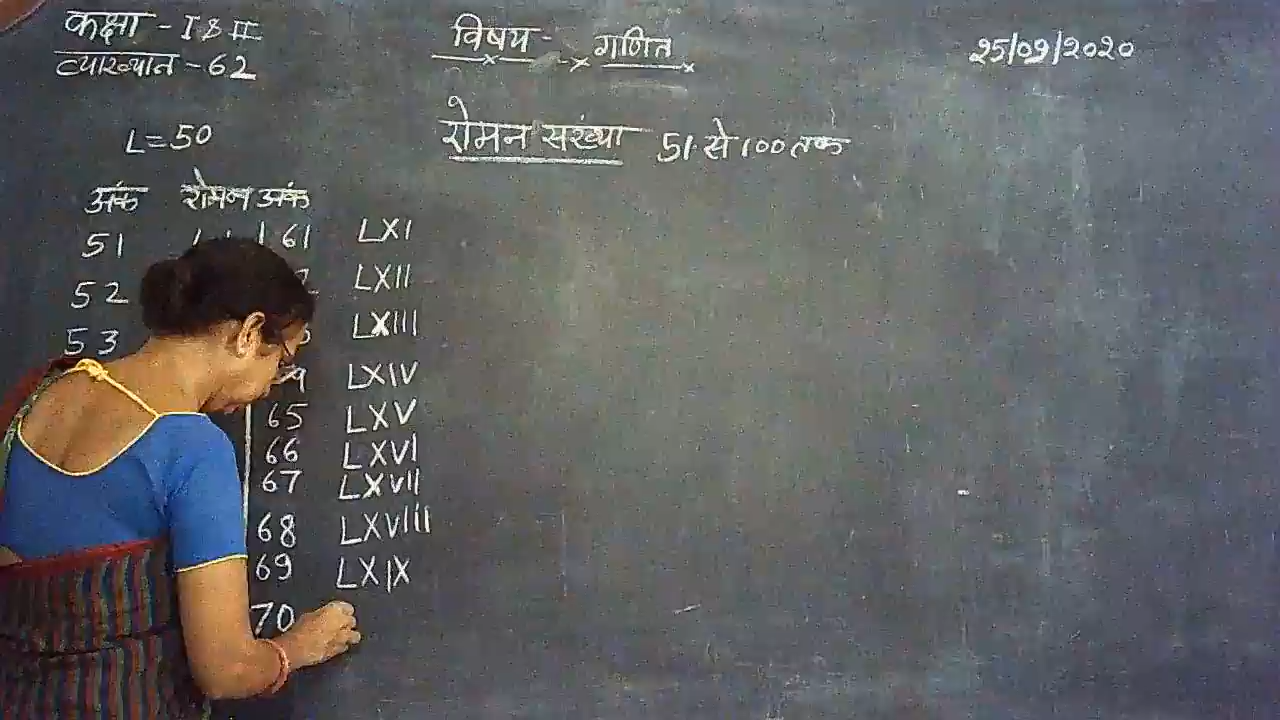 कक्षा - I & II
व्याख्यान - 62
विषय - गणित
25/09/2020
रोमन संख्या 51 से 100 तक
L=50
अंक रोमन अंक
51
52
53
61 LXI
LXII
LXIII
LXIV
65 LXV
66 LXVI
67 LXVII
68 LXVIII
69 LXIX
70